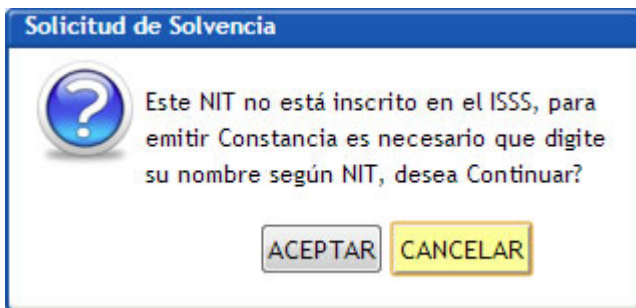 Solicitud de Solvencia
Este NIT no está inscrito en el ISSS, para
emitir Constancia es necesario que digite
su nombre según NIT, desea Continuar?
ACEPTAR CANCELAR